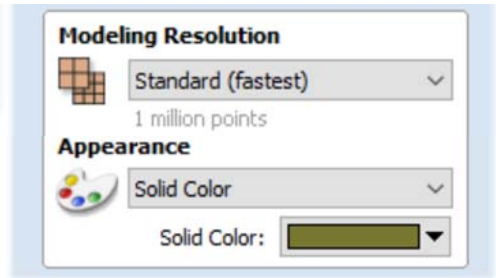 Modeling Resolution
Standard (fastest)
1 million points
Appearance
Solid Color
Solid Color: